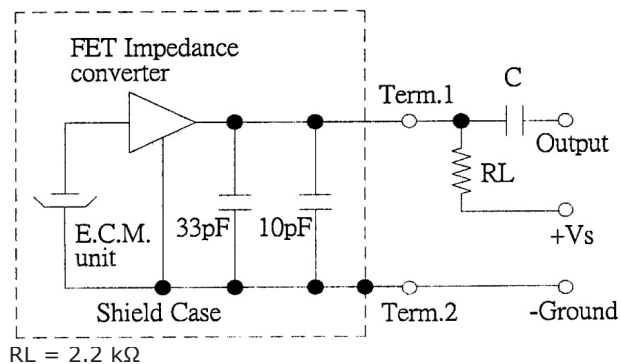 FET Impedance
converter
Term.1
C
Output
RL
+Vs
E.C.M.
unit
33pF
10pF
Shield Case
Term.2
-Ground
RL = 2.2 kΩ